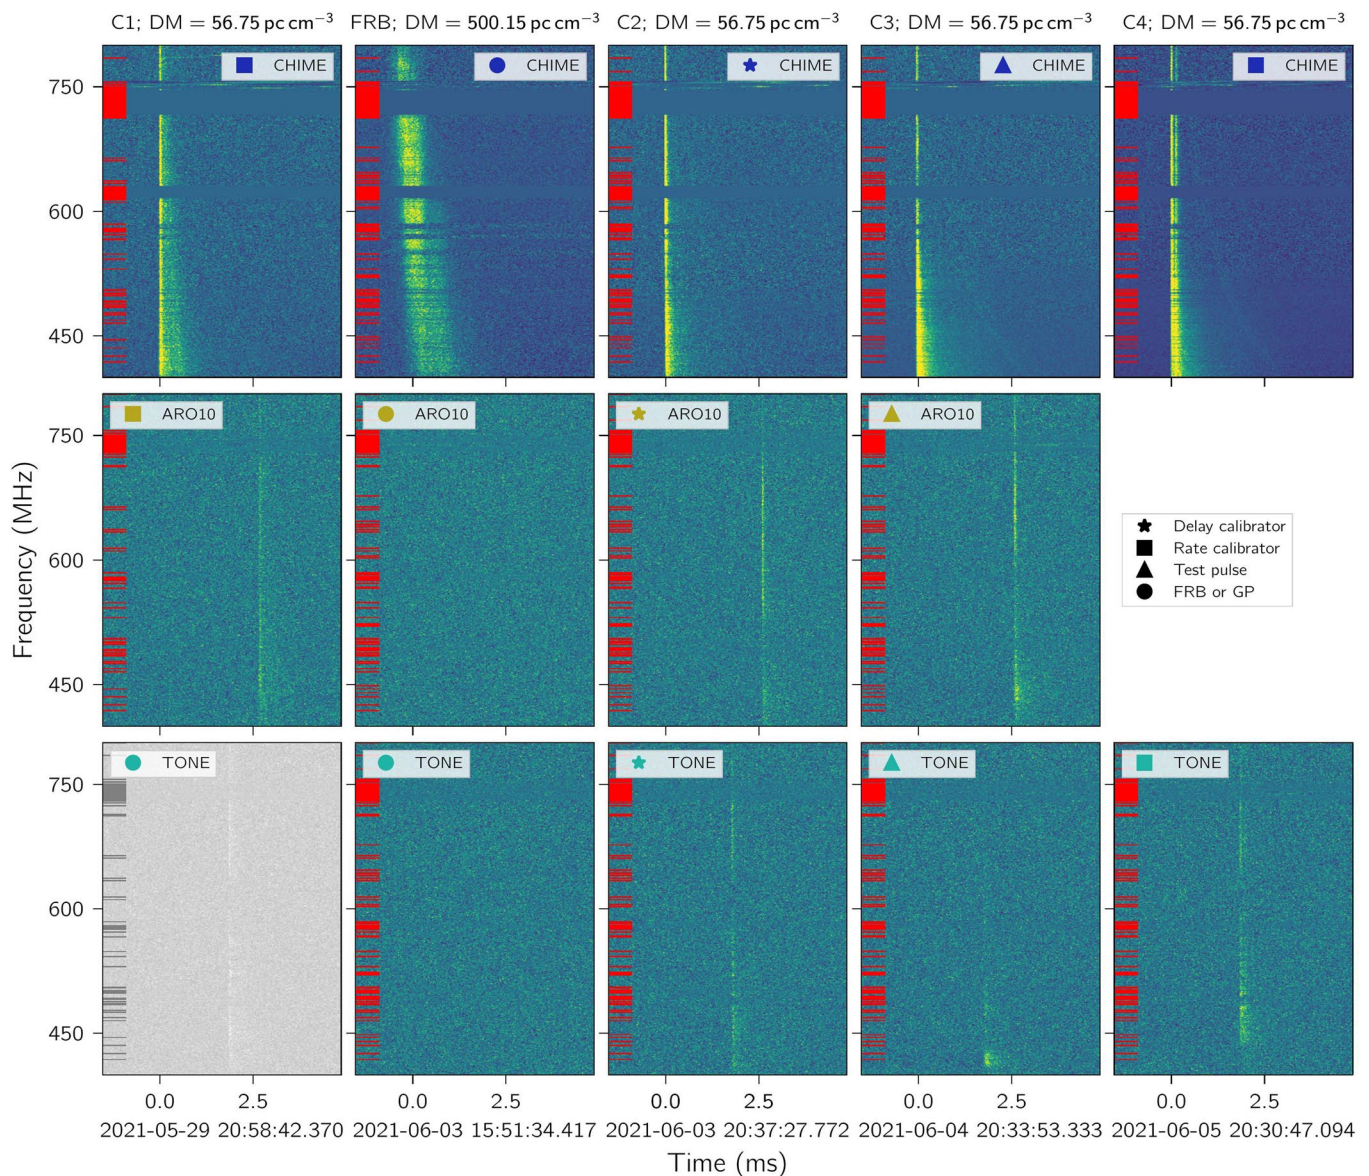 C1; DM = 56.75 pc cm⁻³ FRB; DM = 500.15 pc cm⁻³ C2; DM = 56.75 pc cm⁻³ C3; DM = 56.75 pc cm⁻³ C4; DM = 56.75 pc cm⁻³
CHIME CHIME CHIME CHIME CHIME
750
600
450
ARO10 ARO10 ARO10 ARO10
750
600
450
Frequency (MHz)
Delay calibrator
Rate calibrator
Test pulse
FRB or GP
TONE TONE TONE TONE TONE
750
600
450
0.0 2.5 0.0 2.5 0.0 2.5 0.0 2.5 0.0 2.5
2021-05-29 20:58:42.370 2021-06-03 15:51:34.417 2021-06-03 20:37:27.772 2021-06-04 20:33:53.333 2021-06-05 20:30:47.094
Time (ms)